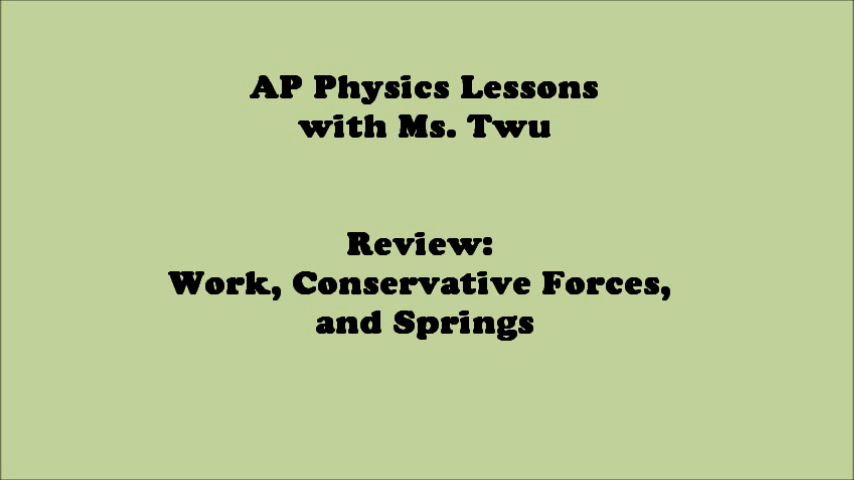 AP Physics Lessons
with Ms. Twu
Review:
Work, Conservative Forces,
and Springs